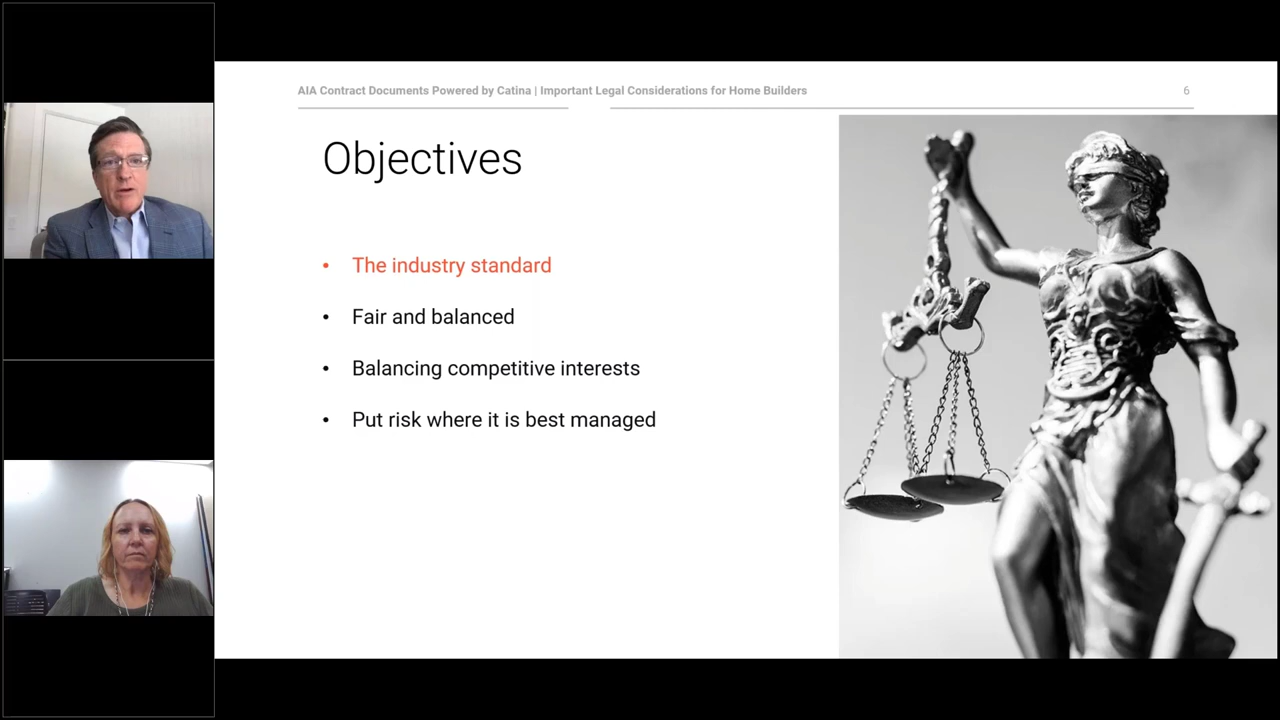 AIA Contract Documents Powered by Catina | Important Legal Considerations for Home Builders
6
Objectives
• The industry standard
• Fair and balanced
• Balancing competitive interests
• Put risk where it is best managed